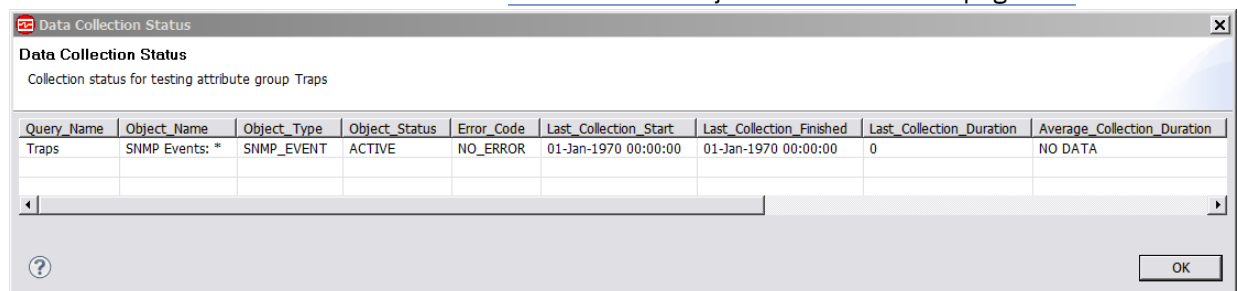 Data Collection Status
Data Collection Status
Collection status for testing attribute group Traps
Query_Name Object_Name Object_Type Object_Status Error_Code Last_Collection_Start Last_Collection_Finished Last_Collection_Duration Average_Collection_Duration
Traps SNMP Events: * SNMP_EVENT ACTIVE NO_ERROR 01-Jan-1970 00:00:00 01-Jan-1970 00:00:00 0 NO DATA
?
OK